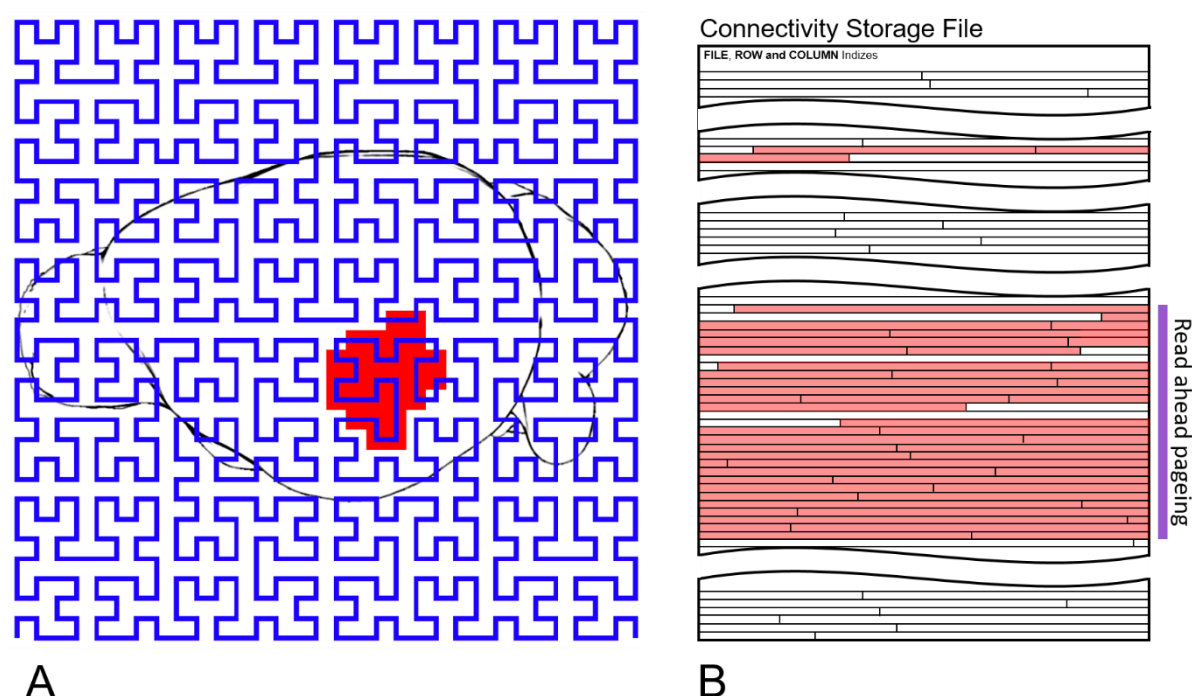 Connectivity Storage File
FILE, ROW and COLUMN Indizes
Read ahead pageing
A
B